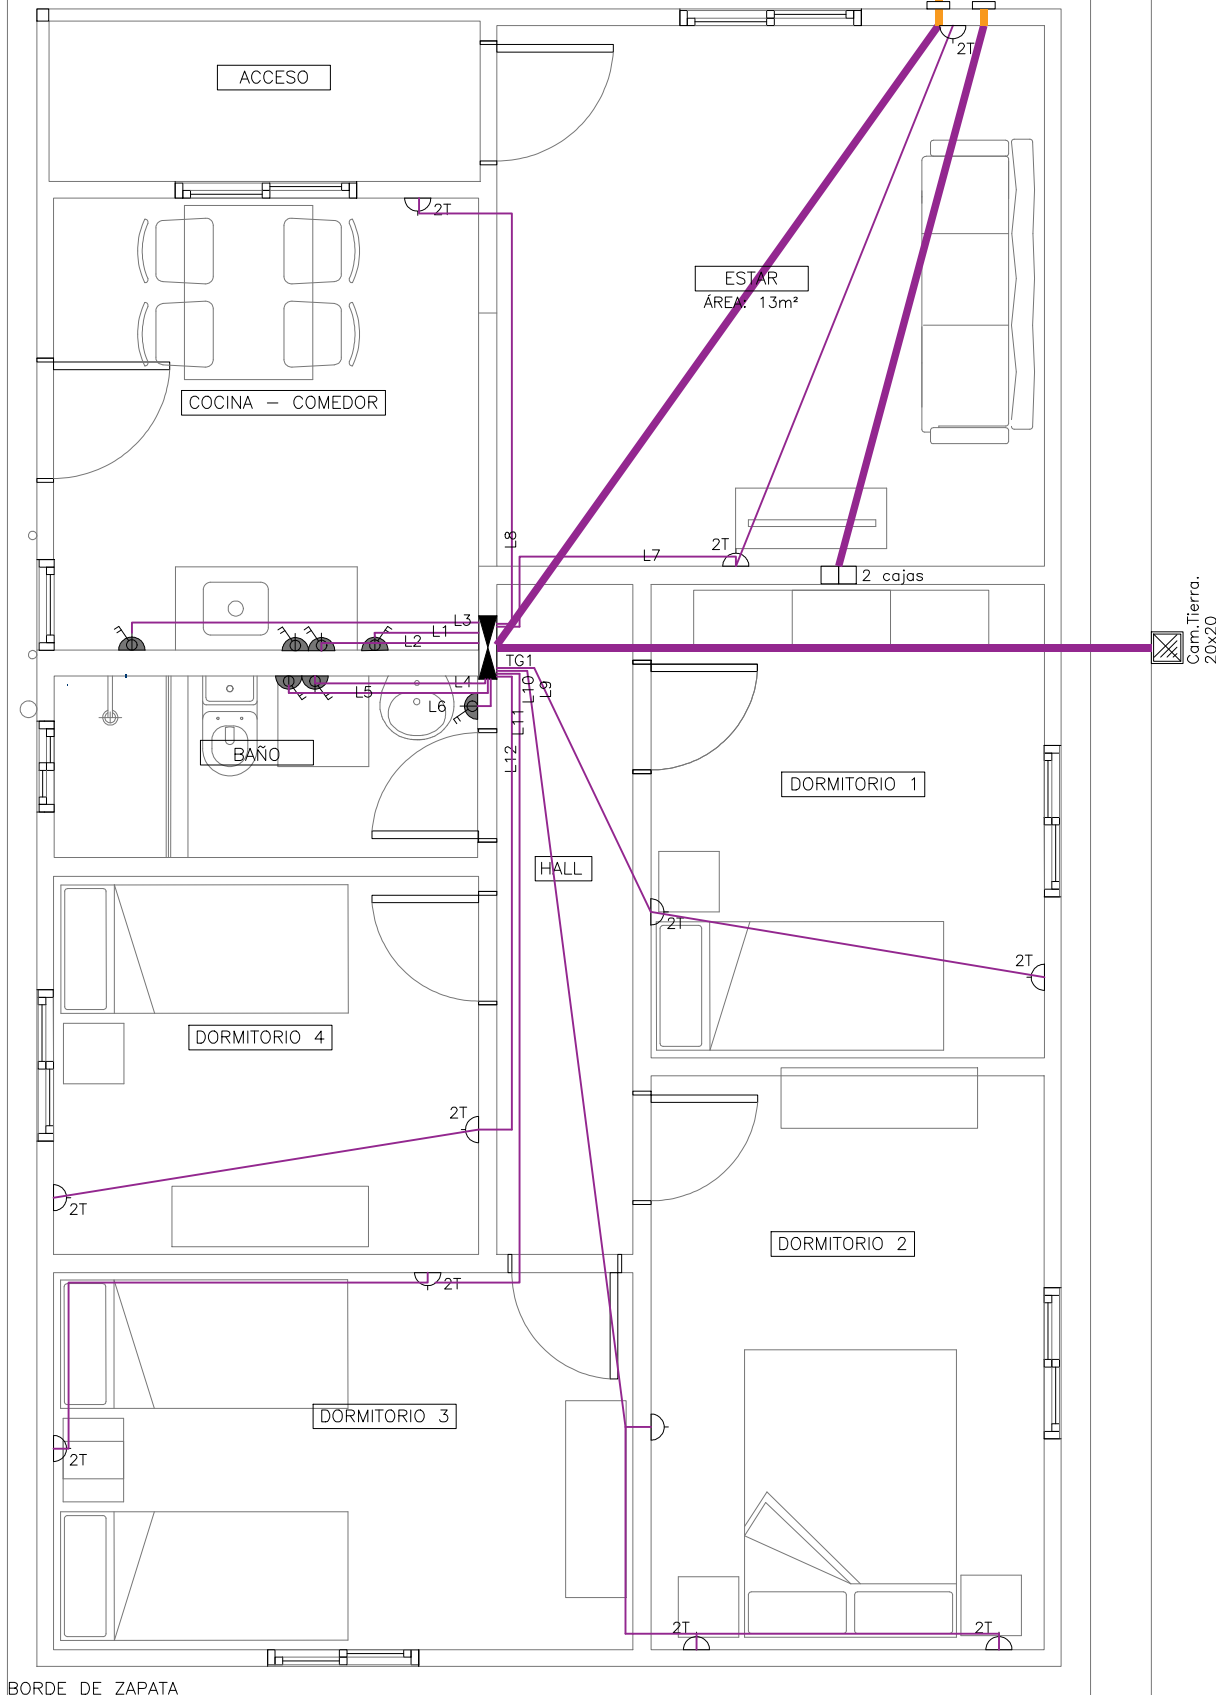 2T
ACCESO
2T
ESTAR
ÁREA: 13m²
COCINA – COMEDOR
L8
2T
L7
2 cajas
Cam.Tierra.
20x20
L3
L1
L2
TG1
L4
L5
L6
L10
L9
L11
L12
BAÑO
DORMITORIO 1
HALL
2T
2T
DORMITORIO 4
2T
2T
DORMITORIO 2
2T
DORMITORIO 3
2T
2T
2T
BORDE DE ZAPATA